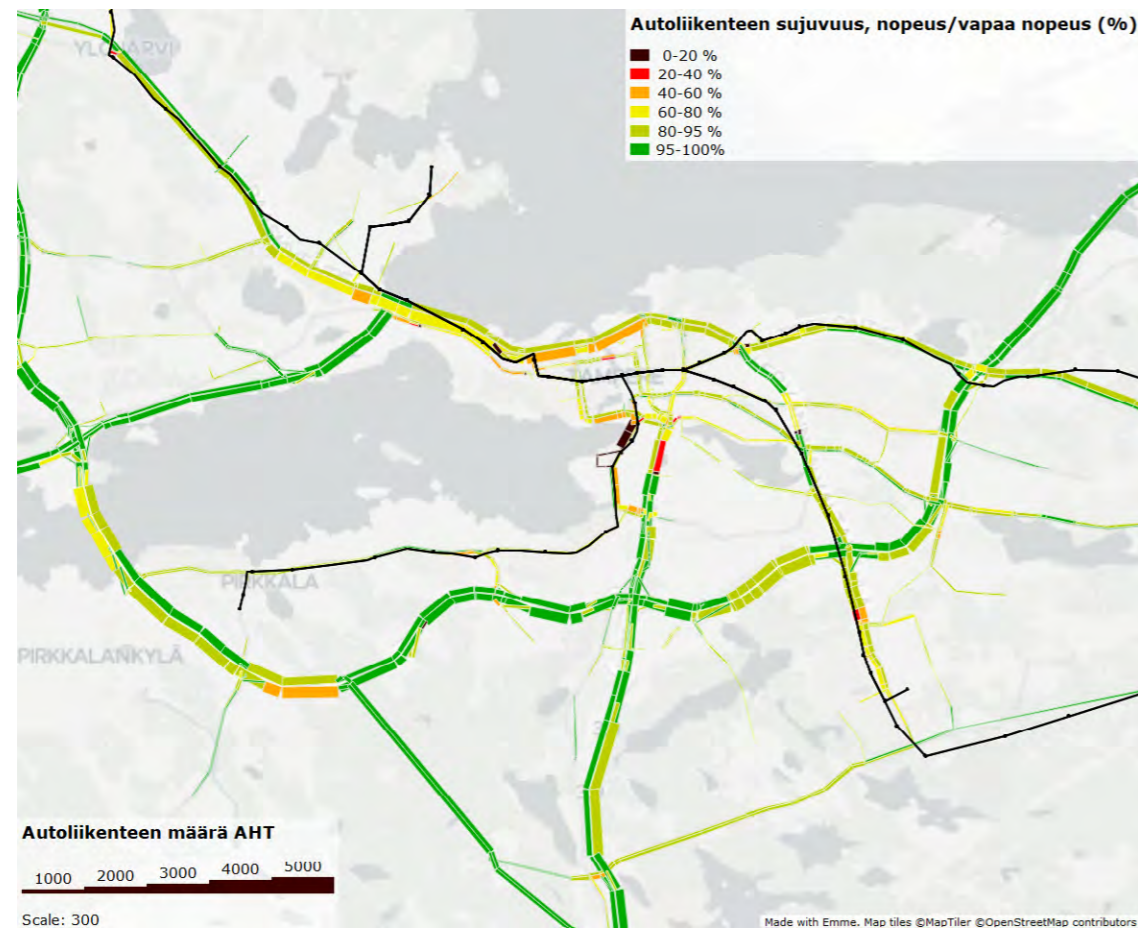 Autoliikenteen sujuvuus, nopeus/vapaa nopeus (%)
0-20 %
20-40 %
40-60 %
60-80 %
80-95 %
95-100%
YLÖJÄRVI
TAMPERE
PIRKKALA
PIRKKALANKYLÄ
Autoliikenteen määrä AHT
1000 2000 3000 4000 5000
Scale: 300
Made with Emme. Map tiles ©MapTiler ©OpenStreetMap contributors